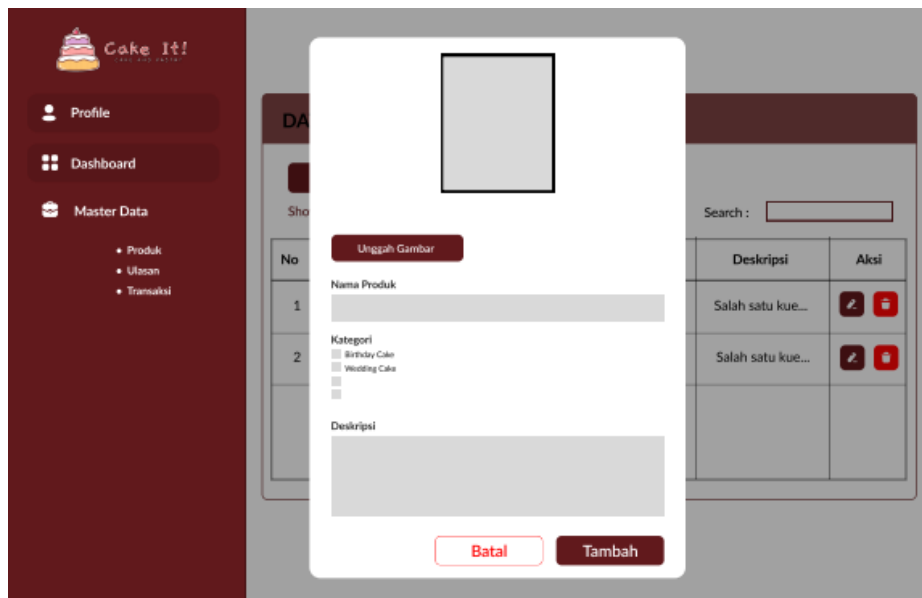 Cake It!
Profile
Dashboard
Master Data
• Produk
• Ulasan
• Transaksi
DA
Sho
Search :
No
Deskripsi
Aksi
1
Salah satu kue...
2
Salah satu kue...
Unggah Gambar
Nama Produk
Kategori
Birthday Cake
Wedding Cake
Deskripsi
Batal
Tambah